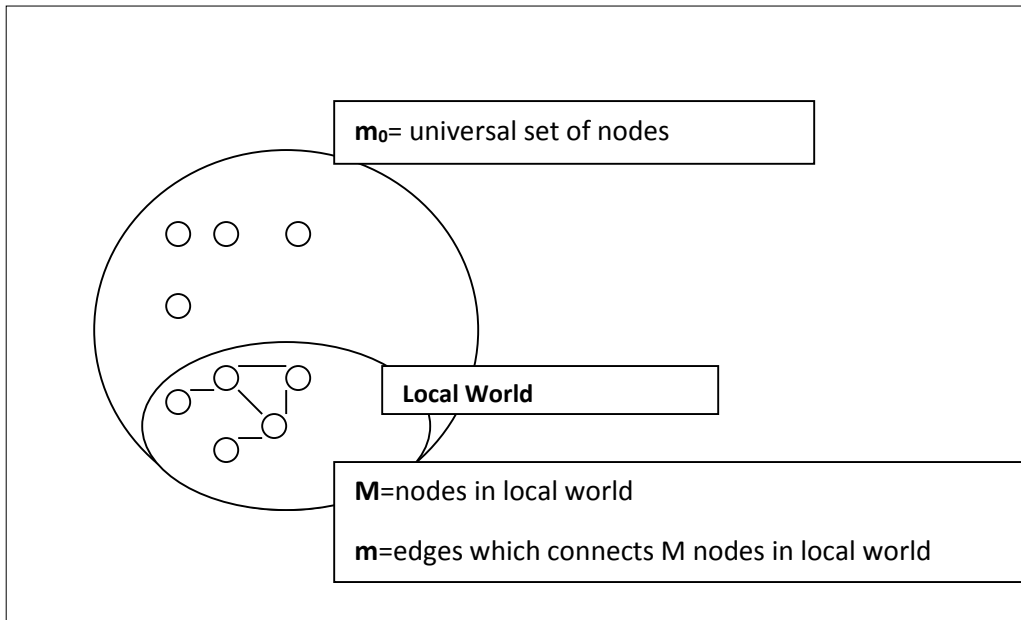 m₀= universal set of nodes
Local World
M=nodes in local world
m=edges which connects M nodes in local world